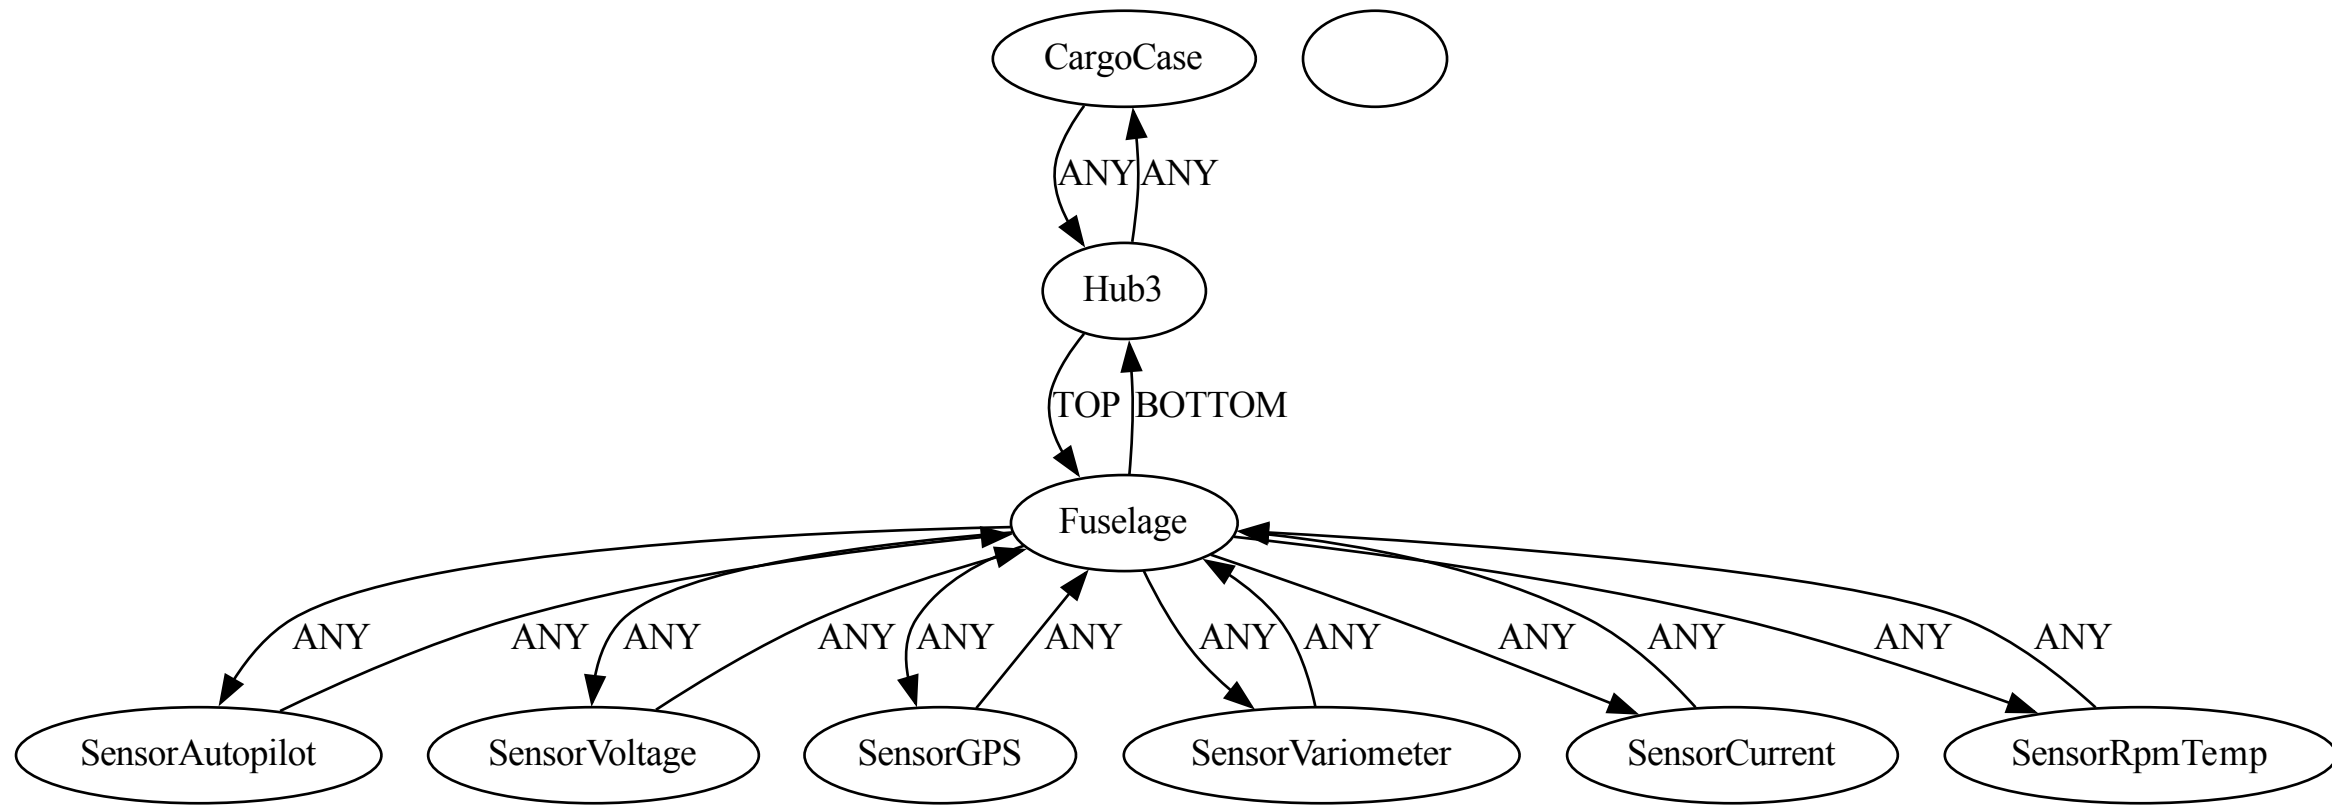 CargoCase
ANY
ANY
Hub3
TOP
BOTTOM
Fuselage
ANY
ANY
ANY
ANY
ANY
ANY
ANY
ANY
ANY
ANY
ANY
ANY
SensorAutopilot
SensorVoltage
SensorGPS
SensorVariometer
SensorCurrent
SensorRpmTemp